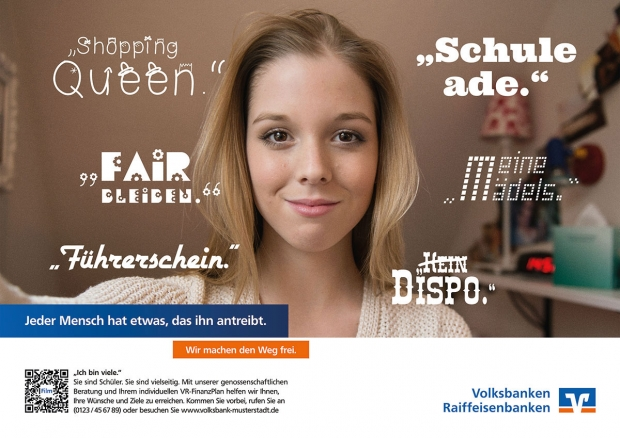 „Shopping
Queen.“
„Schule
ade.“
„FAIR
BLEIBEN.“
„Meine
Mädels.“
„Führerschein.“
„KEIN
DISPO.“
Jeder Mensch hat etwas, das ihn antreibt.
Wir machen den Weg frei.
film
„Ich bin viele.“
Sie sind Schüler. Sie sind vielseitig. Mit unserer genossenschaftlichen
Beratung und Ihrem individuellen VR-FinanzPlan helfen wir Ihnen,
Ihre Wünsche und Ziele zu erreichen. Kommen Sie vorbei, rufen Sie an
(0123 / 45 67 89) oder besuchen Sie www.volksbank-musterstadt.de
Volksbanken
Raiffeisenbanken